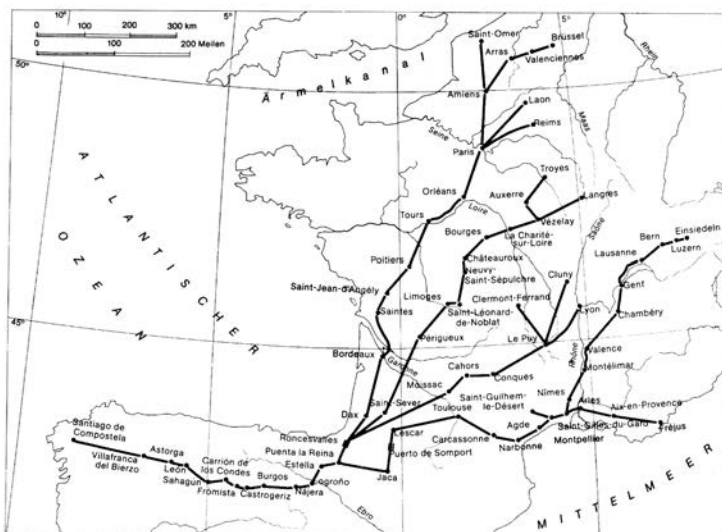 10°
5°
0°
5°
0 100 200 300 km
0 100 200 Meilen
50°
45°
Ärmelkanal
ATLANTISCHER
OZEAN
MITTELMEER
Saint-Omer
Brüssel
Arras
Valenciennes
Rhein
Amiens
Laon
Reims
Maas
Seine
Paris
Troyes
Orléans
Auxerre
Langres
Loire
Tours
Vézelay
Bourges
La Charité-
sur-Loire
Saône
Bern
Einsiedeln
Luzern
Lausanne
Poitiers
Châteauroux
Neuvy-
Saint-Sépulchre
Cluny
Gent
Saint-Jean-d'Angély
Limoges
Clermont-Ferrand
Lyon
Saintes
Saint-Léonard-
de-Noblat
Chambéry
Périgueux
Le Puy
Bordeaux
Garonne
Rhône
Valence
Cahors
Montélimar
Moissac
Conques
Dax
Saint-Sever
Saint-Guilhem-
le-Désert
Nîmes
Arles
Aix-en-Provence
Toulouse
Agde
Saint-Gilles-du-Gard
Fréjus
Roncesvalles
Lescar
Carcassonne
Montpellier
Narbonne
Santiago de
Compostela
Puenta la Reina
Puerto de Somport
Astorga
Carrión de
los Condes
Estella
Villafranca
del Bierzo
León
Burgos
Logroño
Jaca
Sahagún
Fromista
Castrogeriz
Nájera
Ebro